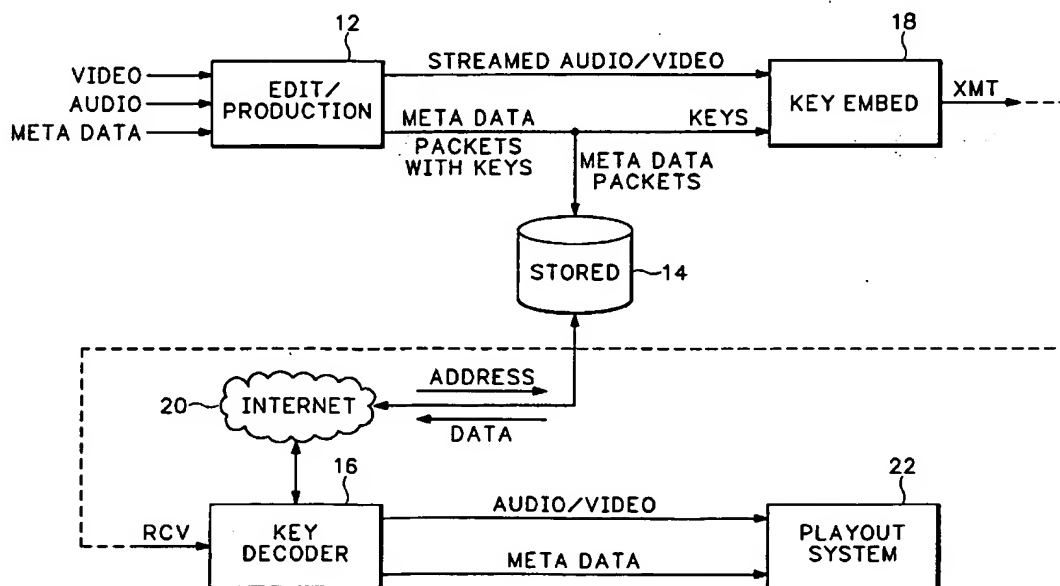 12
18
VIDEO
AUDIO
META DATA
EDIT/
PRODUCTION
STREAMED AUDIO/VIDEO
META DATA
PACKETS
WITH KEYS
KEYS
KEY EMBED
XMT
META DATA
PACKETS
STORED
14
ADDRESS
20
INTERNET
DATA
16
22
RCV
KEY
DECODER
AUDIO/VIDEO
META DATA
PLAYOUT
SYSTEM